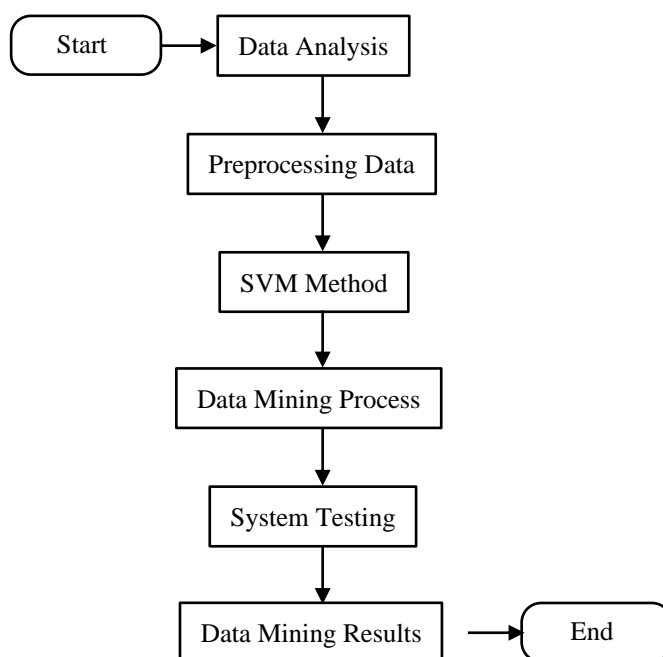 Start
Data Analysis
Preprocessing Data
SVM Method
Data Mining Process
System Testing
Data Mining Results
End